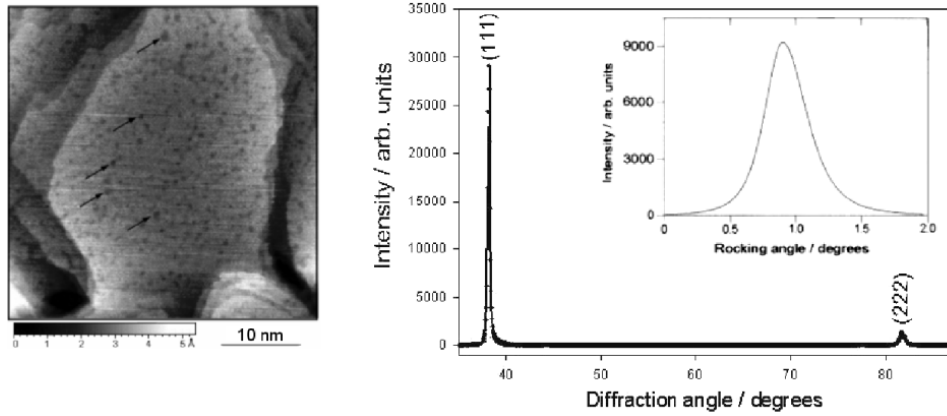 0 1 2 3 4 5 Å
10 nm
35000
30000
25000
20000
15000
10000
5000
0
Intensity / arb. units
(111)
(222)
40 50 60 70 80
Diffraction angle / degrees
9000
6000
3000
0
Intensity / arb. units
0 0.5 1.0 1.5 2.0
Rocking angle / degrees